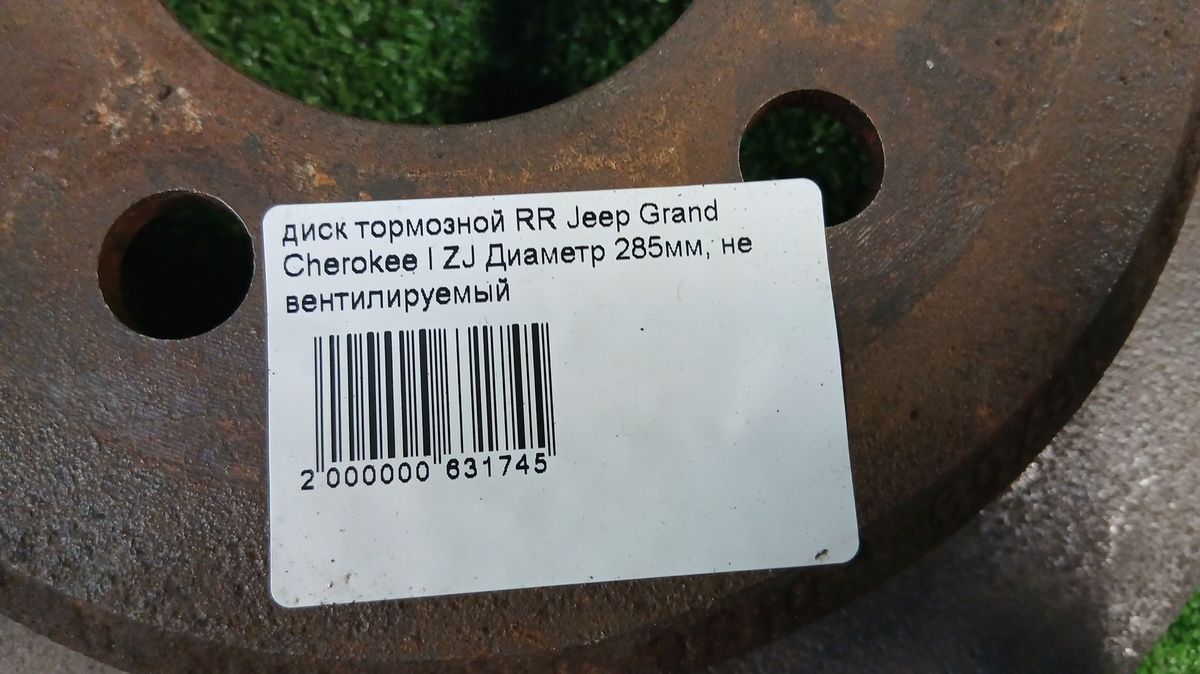 диск тормозной RR Jeep Grand
Cherokee I ZJ Диаметр 285мм, не
вентилируемый
2 000000 631745